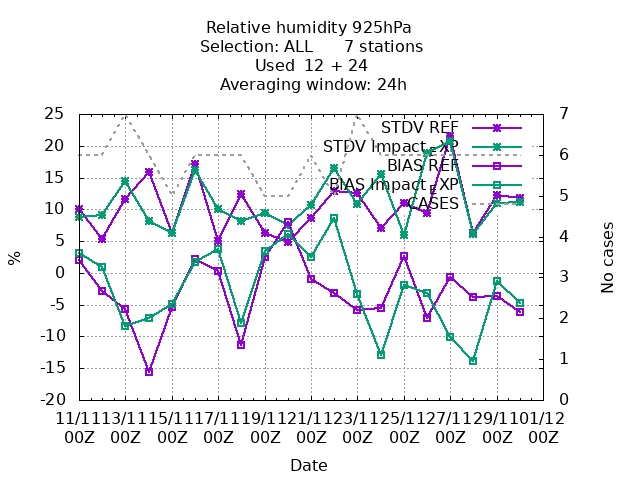 Relative humidity 925hPa
Selection: ALL 7 stations
Used 12 + 24
Averaging window: 24h
STDV REF
STDV Impact_EXP
BIAS REF
BIAS Impact_EXP
CASES
25
20
15
10
5
0
-5
-10
-15
-20
%
7
6
5
4
3
2
1
0
No cases
11/11 13/11 15/11 17/11 19/11 21/11 23/11 25/11 27/11 29/11 01/12
00Z 00Z 00Z 00Z 00Z 00Z 00Z 00Z 00Z 00Z 00Z
Date